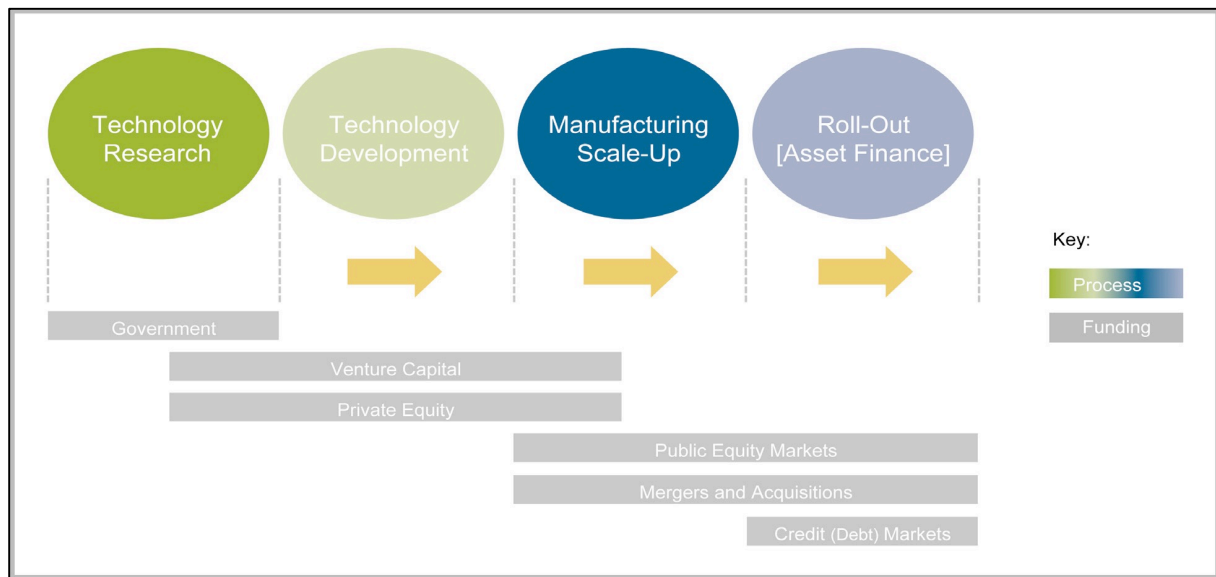 Technology
Research
Technology
Development
Manufacturing
Scale-Up
Roll-Out
[Asset Finance]
Key:
Process
Funding
Government
Venture Capital
Private Equity
Public Equity Markets
Mergers and Acquisitions
Credit (Debt) Markets